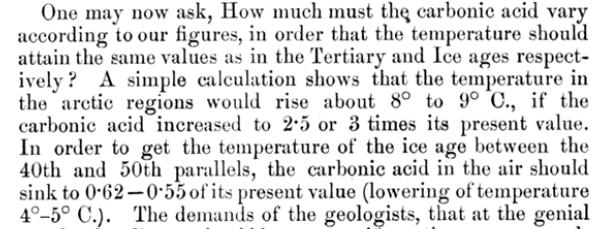 One may now ask, How much must the carbonic acid vary
according to our figures, in order that the temperature should
attain the same values as in the Tertiary and Ice ages respect-
ively? A simple calculation shows that the temperature in
the arctic regions would rise about 8° to 9° C., if the
carbonic acid increased to 2·5 or 3 times its present value.
In order to get the temperature of the ice age between the
40th and 50th parallels, the carbonic acid in the air should
sink to 0·62–0·55 of its present value (lowering of temperature
4°–5° C.). The demands of the geologists, that at the genial